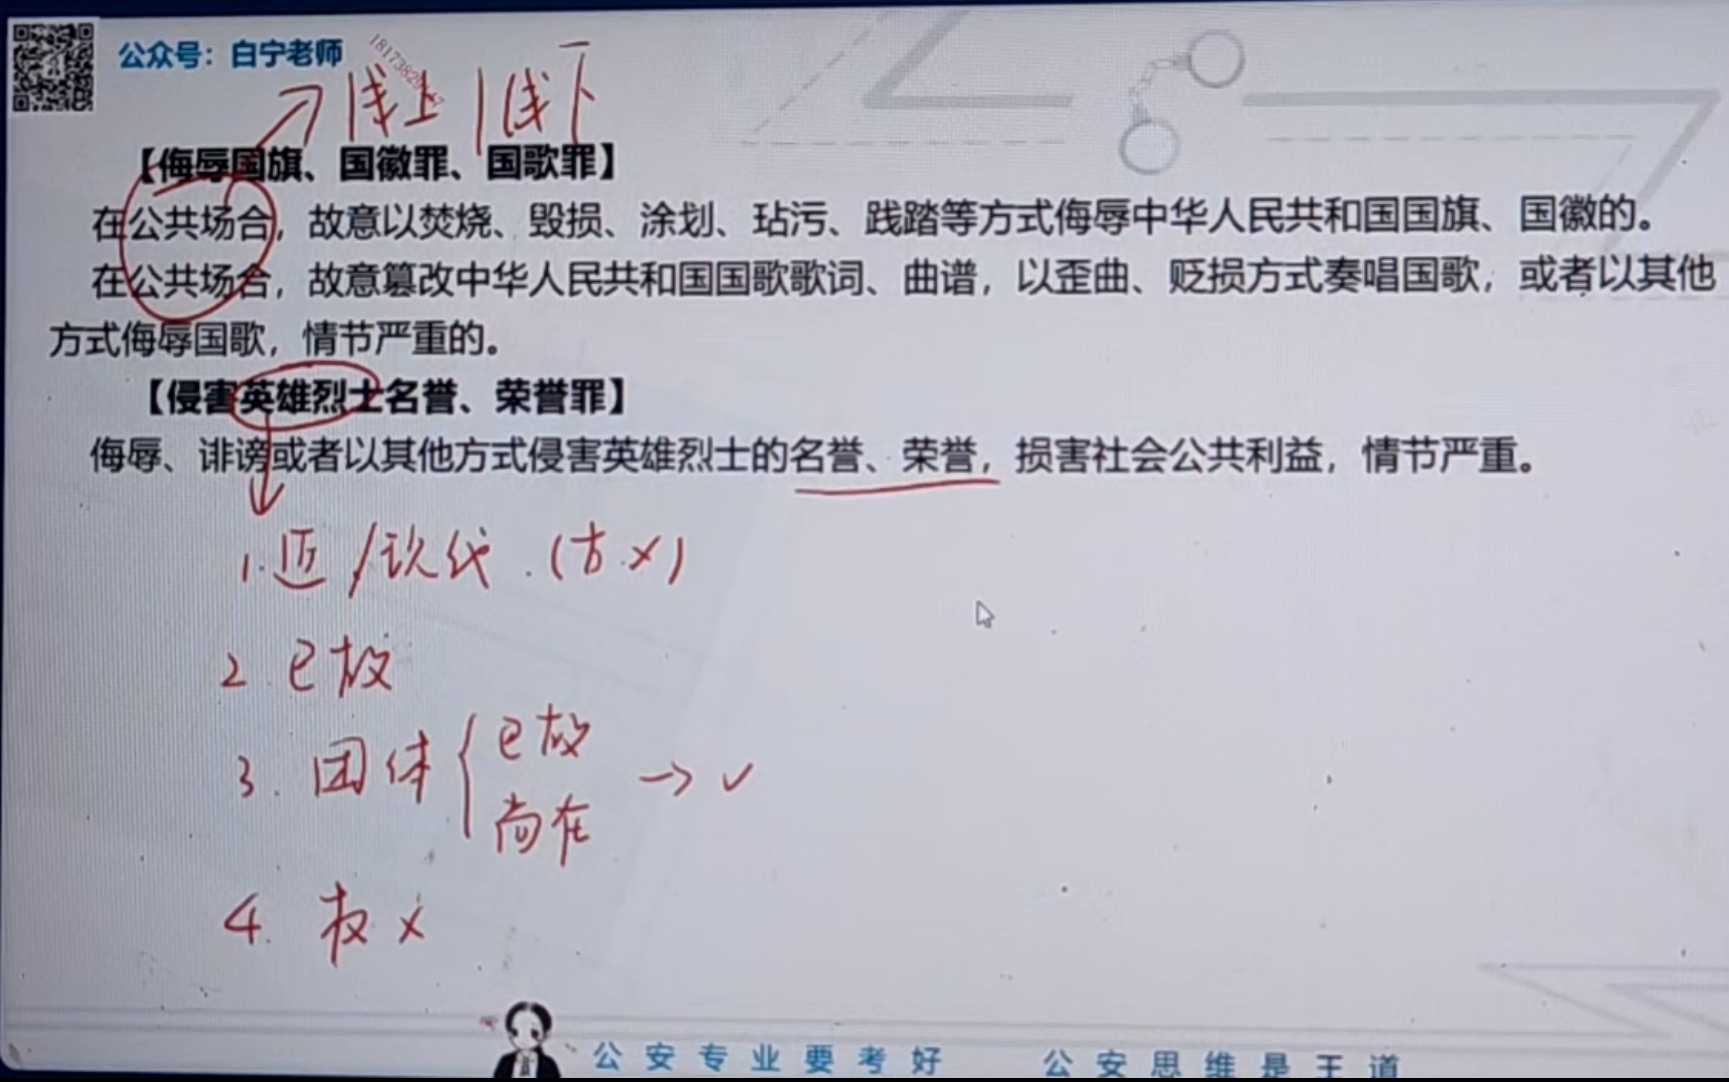 公众号：白宁老师
线上 | 线下
【侮辱国旗、国徽罪、国歌罪】
在公共场合，故意以焚烧、毁损、涂划、玷污、践踏等方式侮辱中华人民共和国国旗、国徽的。
在公共场合，故意篡改中华人民共和国国歌歌词、曲谱，以歪曲、贬损方式奏唱国歌，或者以其他
方式侮辱国歌，情节严重的。
【侵害英雄烈士名誉、荣誉罪】
侮辱、诽谤或者以其他方式侵害英雄烈士的名誉、荣誉，损害社会公共利益，情节严重。
1.近/现代.(古×)
2 已故
3.团体{已故
尚在 → ✓
4. ×
公安专业要考好 公安思维是王道